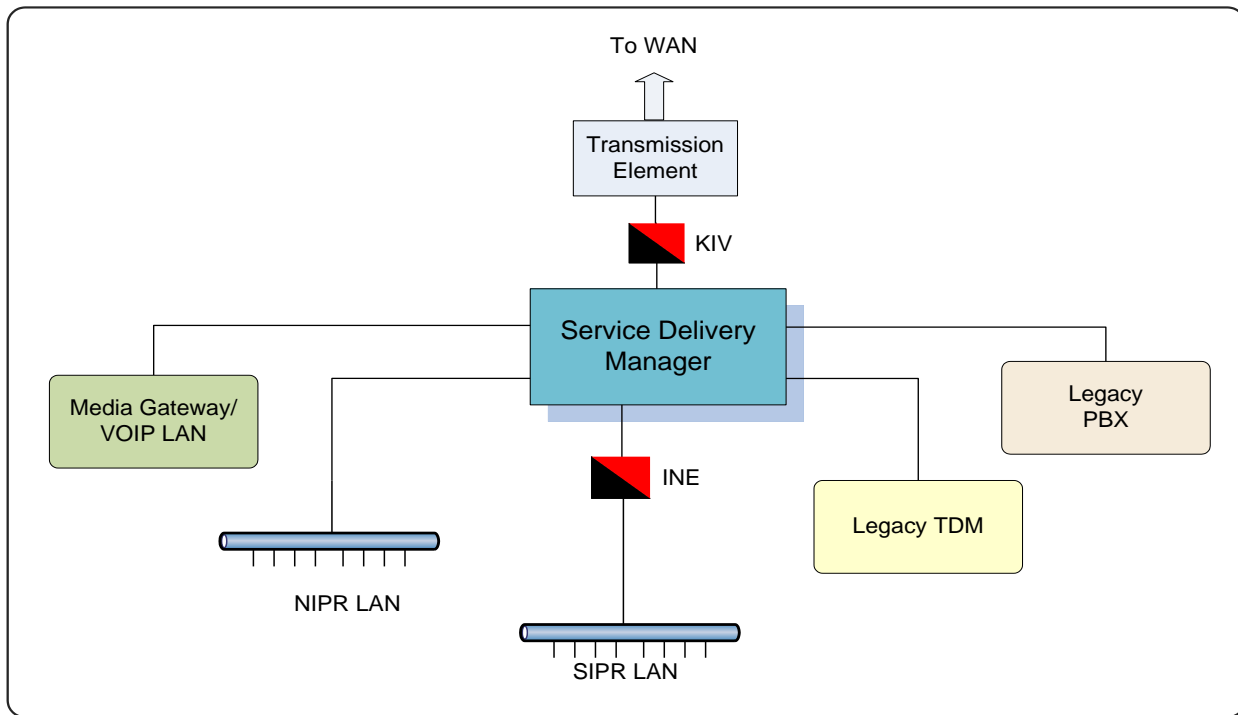 To WAN
Transmission
Element
KIV
Service Delivery
Manager
Media Gateway/
VOIP LAN
Legacy
PBX
INE
Legacy TDM
NIPR LAN
SIPR LAN